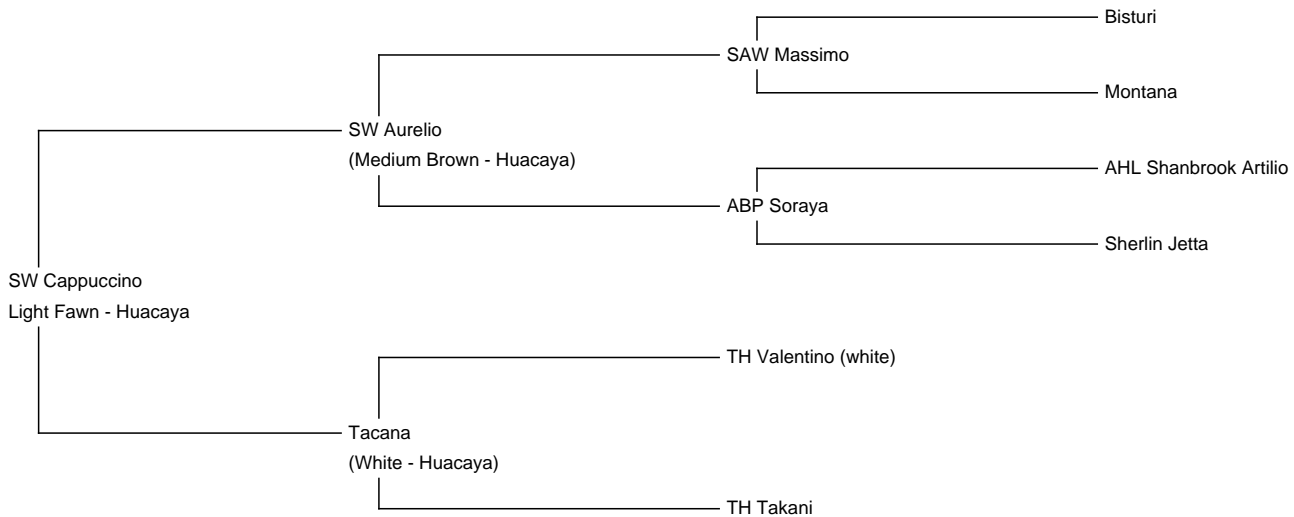 Bisturi
SAW Massimo
Montana
SW Aurelio
(Medium Brown - Huacaya)
AHL Shanbrook Artilio
ABP Soraya
Sherlin Jetta
SW Cappuccino
Light Fawn - Huacaya
TH Valentino (white)
Tacana
(White - Huacaya)
TH Takani